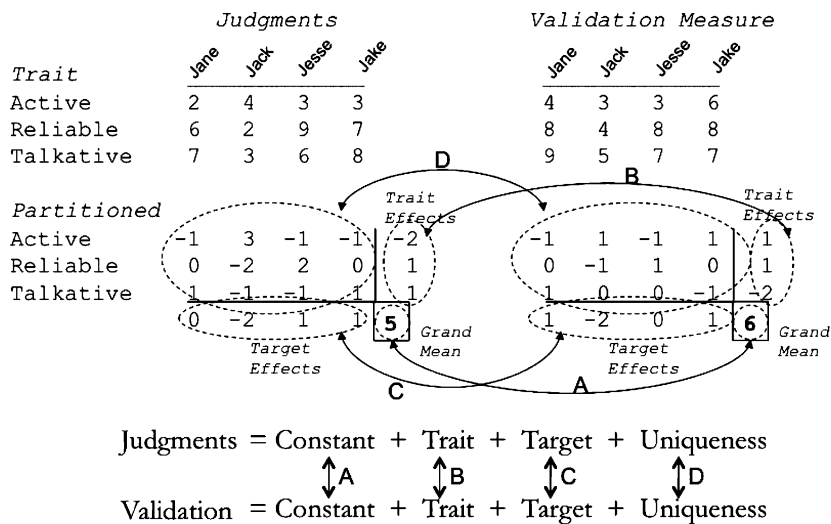 Judgments Validation Measure
Jane Jack Jesse Jake Jane Jack Jesse Jake
Trait
Active 2 4 3 3 4 3 3 6
Reliable 6 2 9 7 8 4 8 8
Talkative 7 3 6 8 9 5 7 7
D B
Partitioned Trait Effects Trait Effects
Active -1 3 -1 -1 -2 -1 1 -1 1 1
Reliable 0 -2 2 0 1 0 -1 1 0 1
Talkative 1 -1 -1 1 1 1 0 0 -1 -2
0 -2 1 1 5 1 -2 0 1 6
Target Effects Grand Mean Target Effects Grand Mean
C A
Judgments = Constant + Trait + Target + Uniqueness
A B C D
Validation = Constant + Trait + Target + Uniqueness